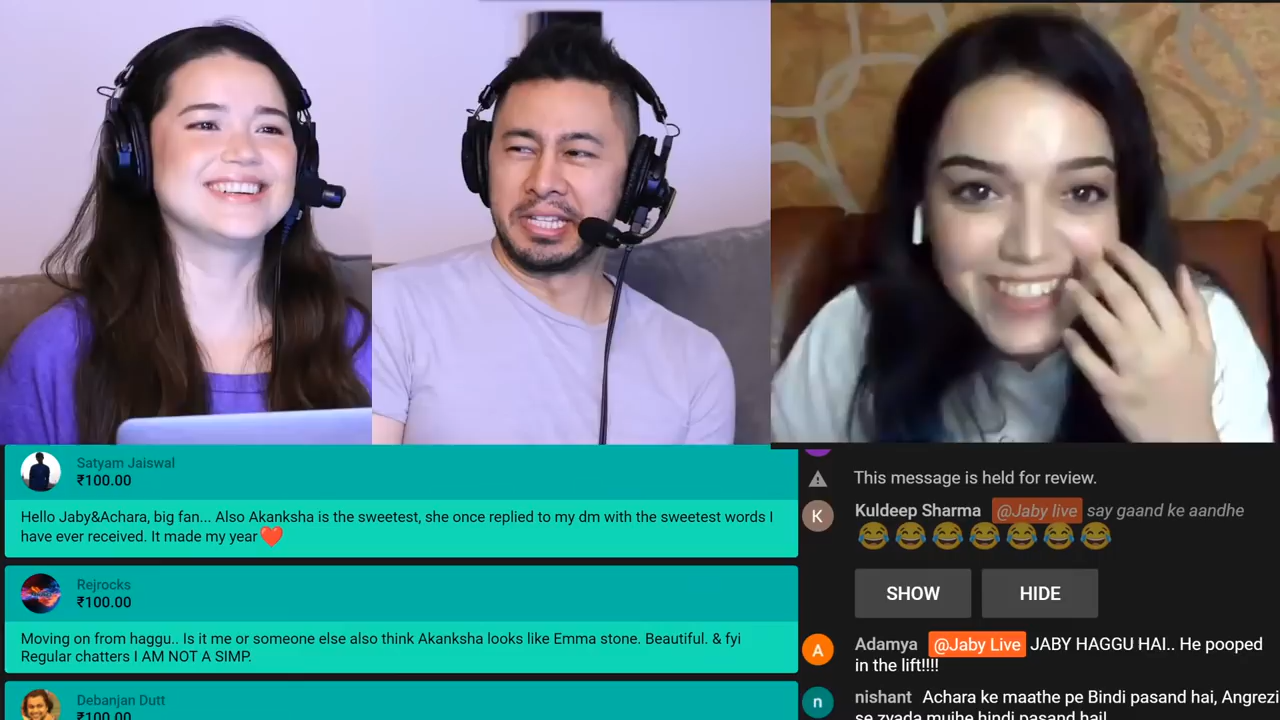 Satyam Jaiswal
₹100.00
Hello Jaby&Achara, big fan... Also Akanksha is the sweetest, she once replied to my dm with the sweetest words I
have ever received. It made my year❤️
Rejrocks
₹100.00
Moving on from haggu.. Is it me or someone else also think Akanksha looks like Emma stone. Beautiful. & fyi
Regular chatters I AM NOT A SIMP.
Debanjan Dutt
₹100.00
This message is held for review.
K
Kuldeep Sharma @Jaby live say gaand ke aandhe
😂😂😂😂😂😂😂
SHOW HIDE
A
Adamya @Jaby Live JABY HAGGU HAI.. He pooped
in the lift!!!!
n
nishant Achara ke maathe pe Bindi pasand hai, Angrezi
se zyada mujhe hindi pasand hai!